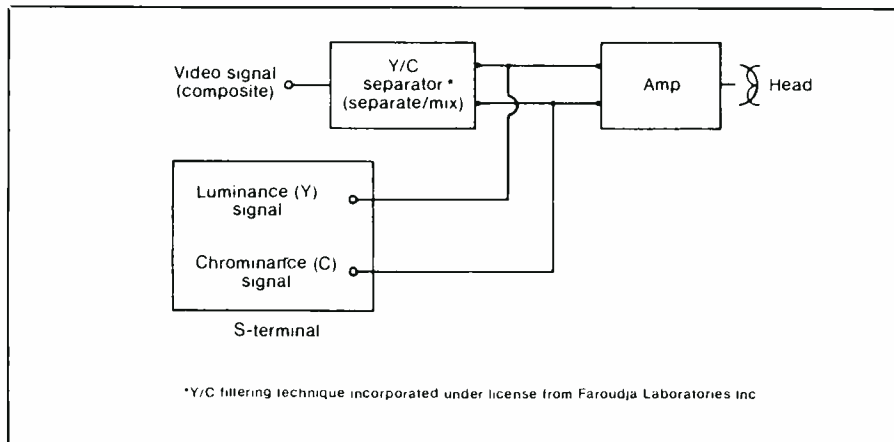 Video signal
(composite)
Y/C
separator*
(separate/mix)
Amp
Head
Luminance (Y)
signal
Chrominance (C)
signal
S-terminal
*Y/C filtering technique incorporated under license from Faroudja Laboratories Inc